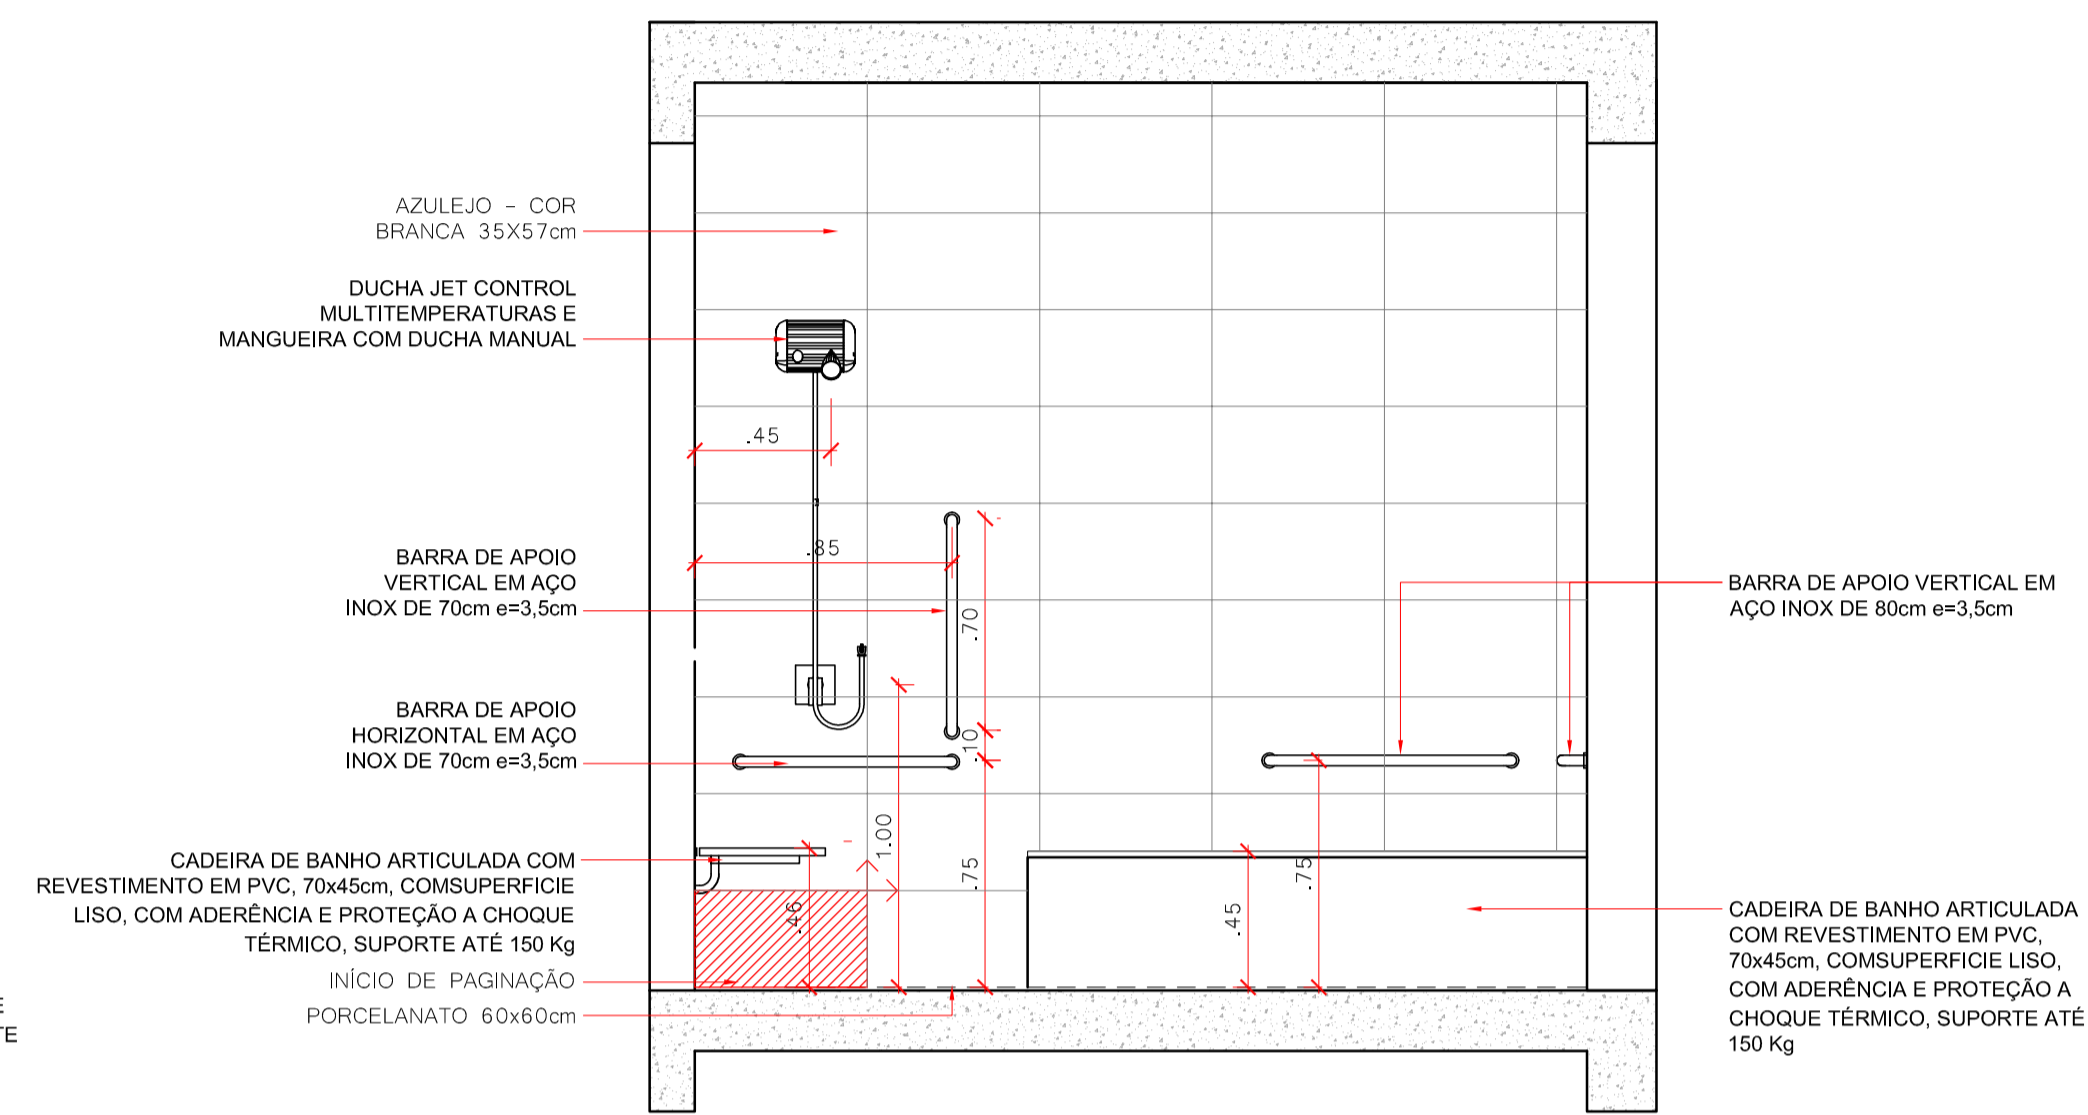 AZULEJO - COR
BRANCA 35X57cm
DUCHA JET CONTROL
MULTITEMPERATURAS E
MANGUEIRA COM DUCHA MANUAL
.45
BARRA DE APOIO
VERTICAL EM AÇO
INOX DE 70cm e=3,5cm
.85
.70
BARRA DE APOIO VERTICAL EM
AÇO INOX DE 80cm e=3,5cm
BARRA DE APOIO
HORIZONTAL EM AÇO
INOX DE 70cm e=3,5cm
.10
1.00
.75
.75
.46
.45
CADEIRA DE BANHO ARTICULADA COM
REVESTIMENTO EM PVC, 70x45cm, COMSUPERFICIE
LISO, COM ADERÊNCIA E PROTEÇÃO A CHOQUE
TÉRMICO, SUPORTE ATÉ 150 Kg
INÍCIO DE PAGINAÇÃO
PORCELANATO 60x60cm
CADEIRA DE BANHO ARTICULADA
COM REVESTIMENTO EM PVC,
70x45cm, COMSUPERFICIE LISO,
COM ADERÊNCIA E PROTEÇÃO A
CHOQUE TÉRMICO, SUPORTE ATÉ
150 Kg